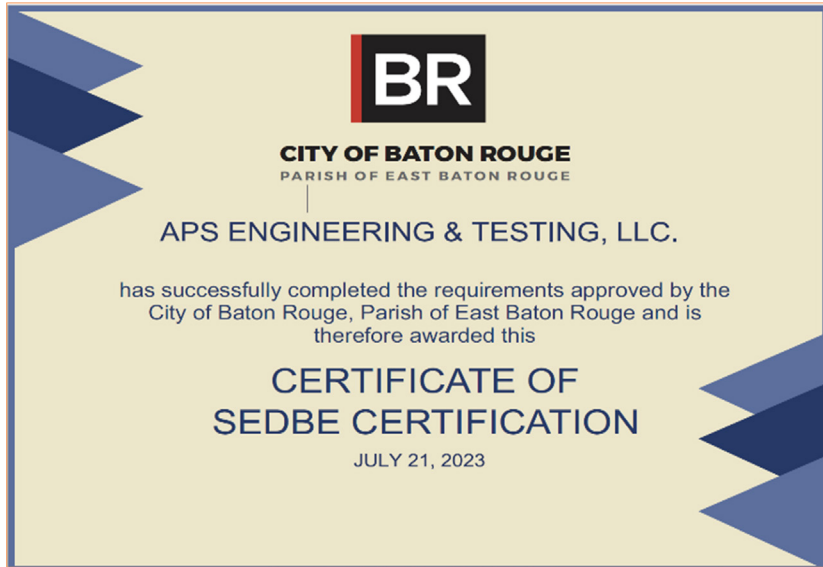 BR
CITY OF BATON ROUGE
PARISH OF EAST BATON ROUGE
APS ENGINEERING & TESTING, LLC.
has successfully completed the requirements approved by the
City of Baton Rouge, Parish of East Baton Rouge and is
therefore awarded this
CERTIFICATE OF
SEDBE CERTIFICATION
JULY 21, 2023